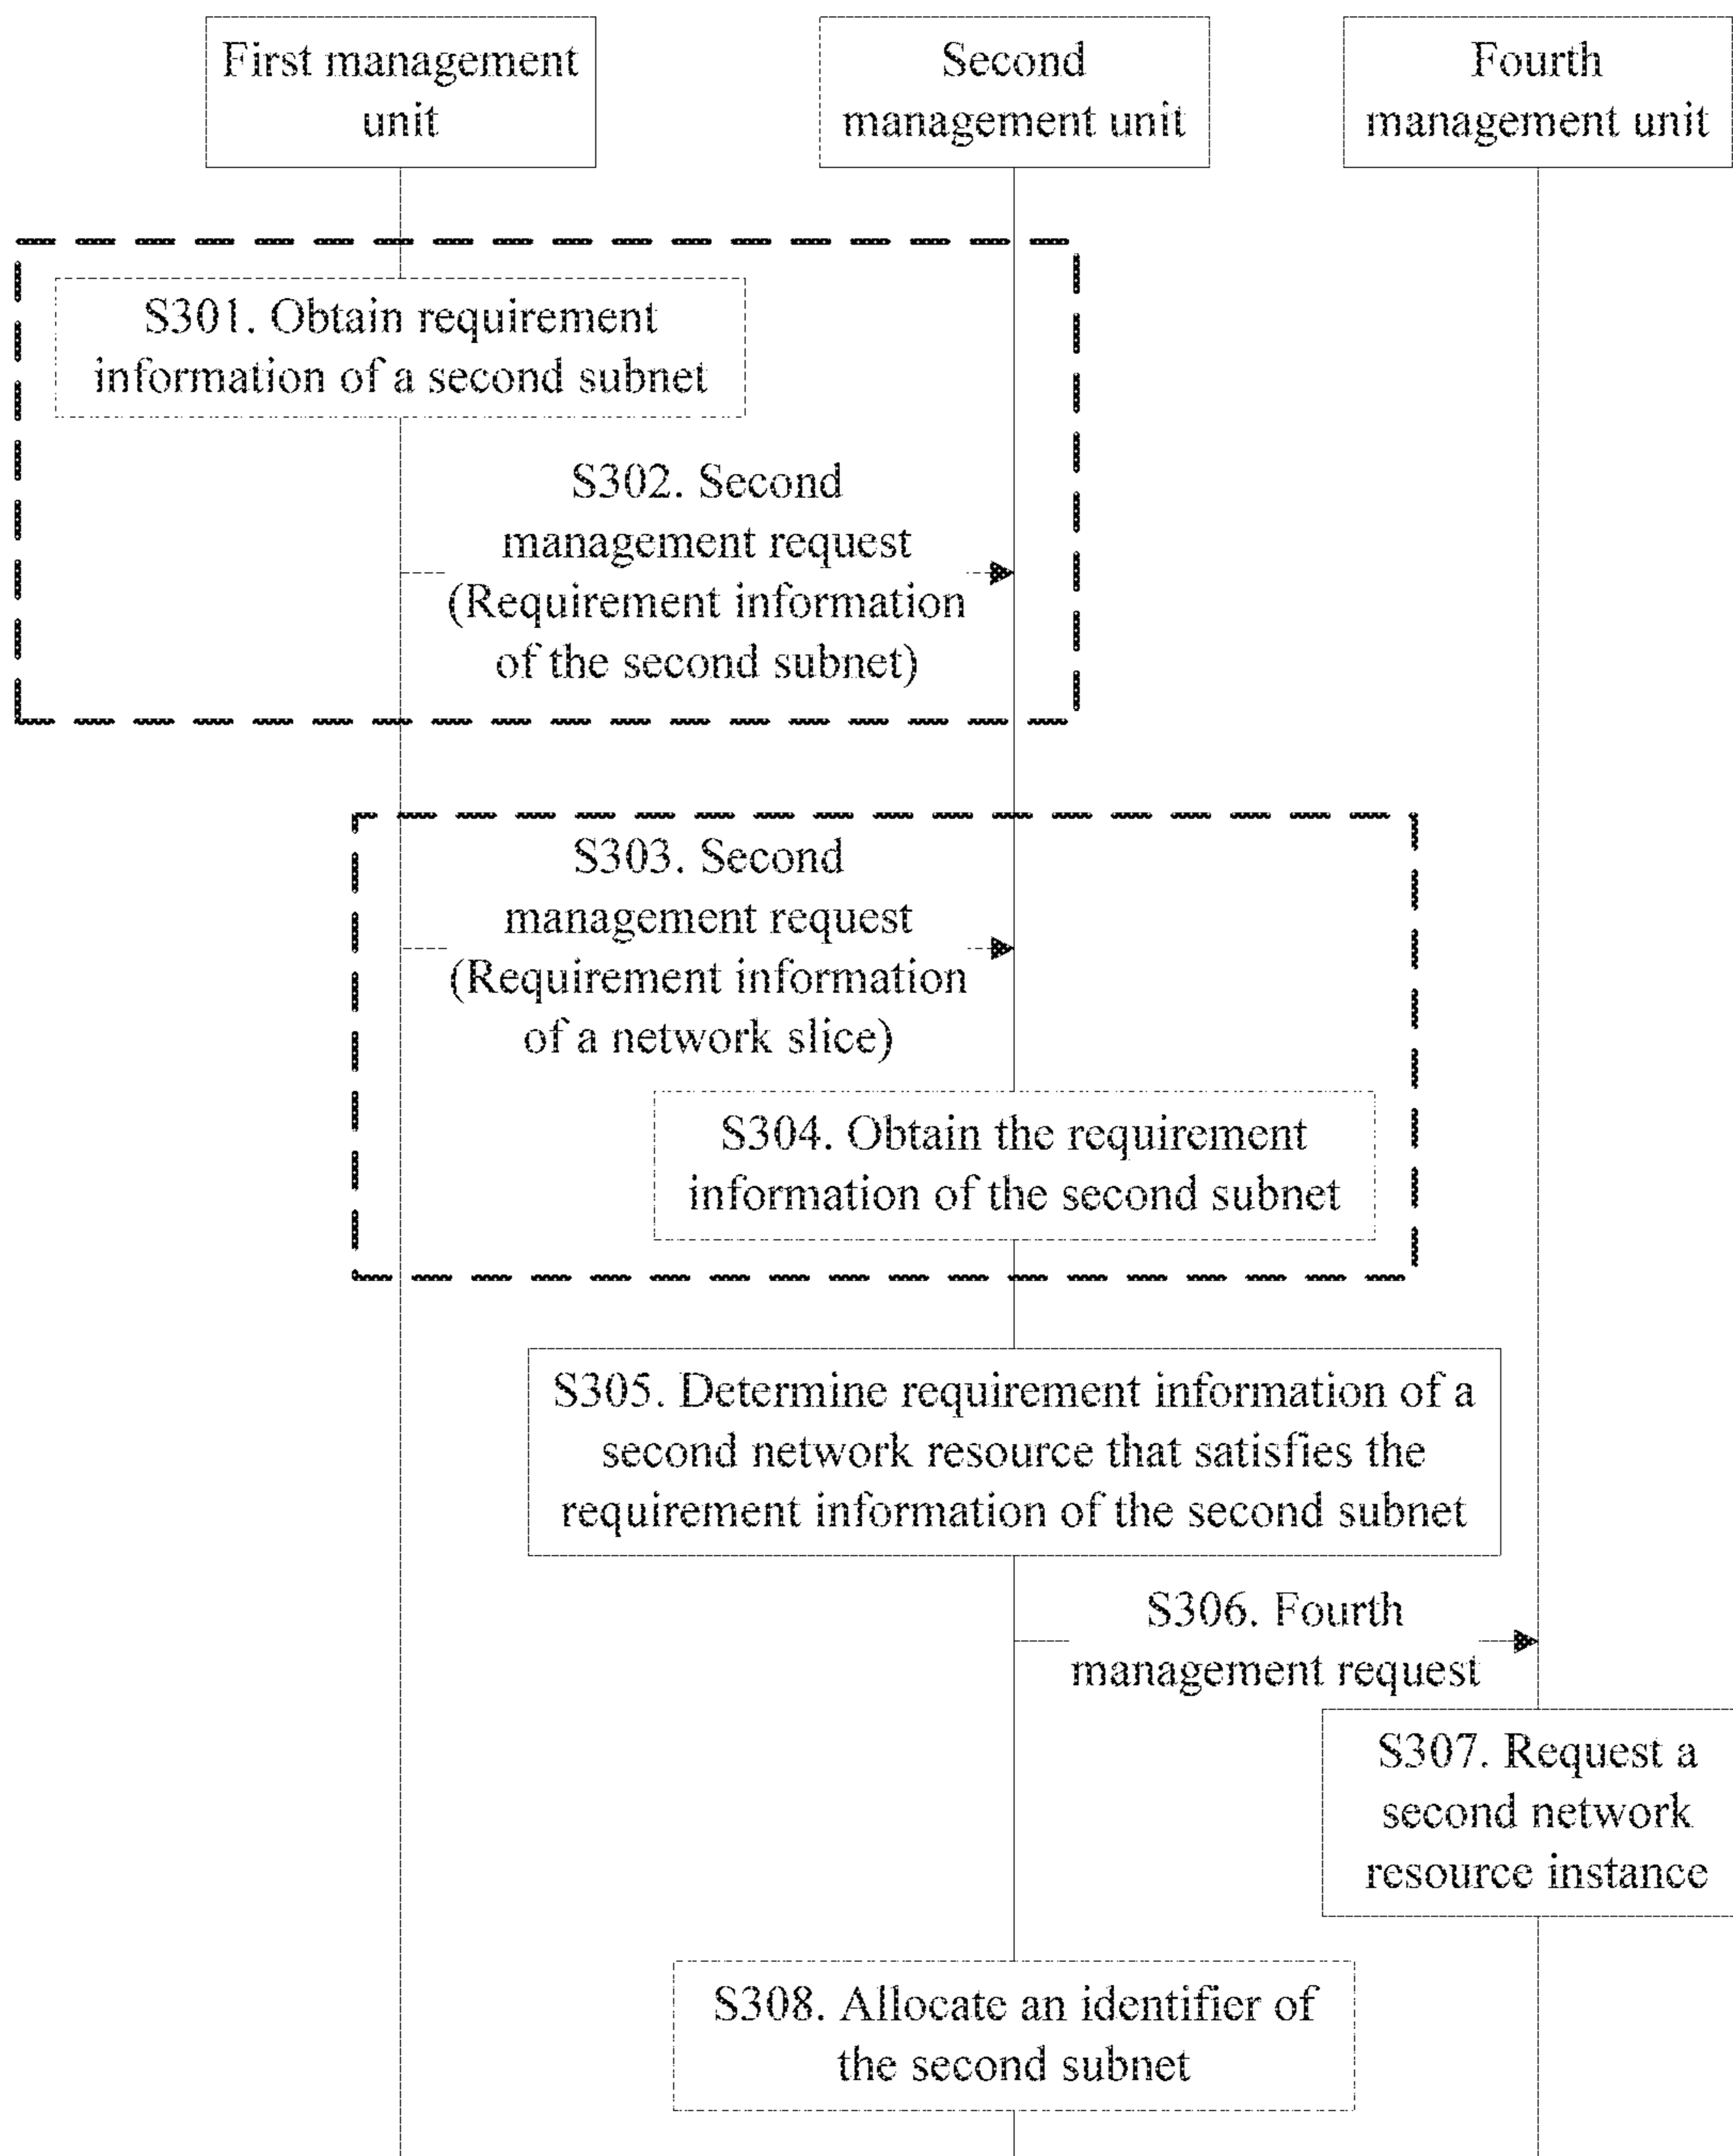 First management
unit
Second
management unit
Fourth
management unit
S301. Obtain requirement
information of a second subnet
S302. Second
management request
(Requirement information
of the second subnet)
S303. Second
management request
(Requirement information
of a network slice)
S304. Obtain the requirement
information of the second subnet
S305. Determine requirement information of a
second network resource that satisfies the
requirement information of the second subnet
S306. Fourth
management request
S307. Request a
second network
resource instance
S308. Allocate an identifier of
the second subnet